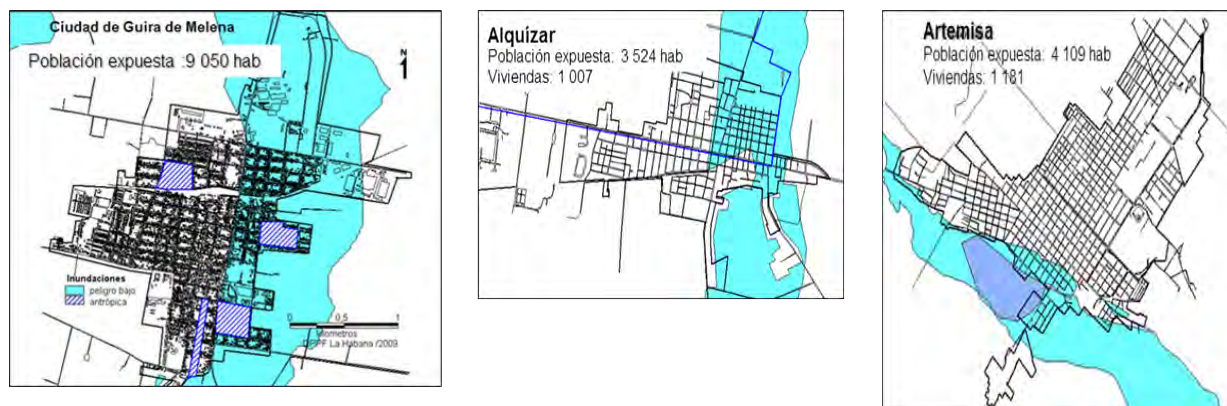 Ciudad de Guira de Melena
Población expuesta :9 050 hab
N
Inundaciones
peligro bajo
antrópica
0 0,5 1
Kilometros
DPPF La Habana /2009
Alquízar
Población expuesta: 3 524 hab
Viviendas: 1 007
Artemisa
Población expuesta: 4 109 hab
Viviendas: 1 181